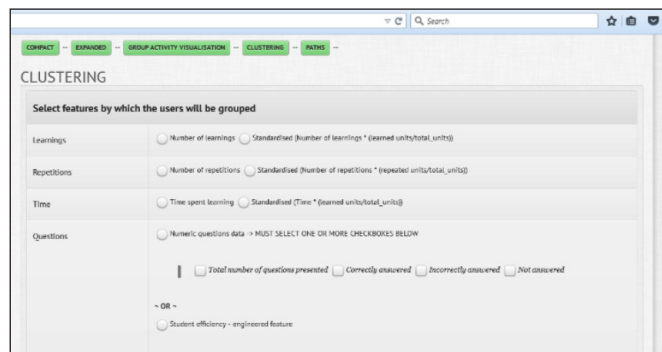 Search
COMPACT -- EXPANDED -- GROUP ACTIVITY VISUALISATION -- CLUSTERING -- PATHS --
CLUSTERING
Select features by which the users will be grouped
Learnings Number of learnings Standardised (Number of learnings * (learned units/total_units))
Repetitions Number of repetitions Standardised (Number of repetitions * (repeated units/total_units))
Time Time spent learning Standardised (Time * (learned units/total_units))
Questions Numeric questions data -> MUST SELECT ONE OR MORE CHECKBOXES BELOW
Total number of questions presented Correctly answered Incorrectly answered Not answered
~ OR ~
Student efficiency - engineered feature